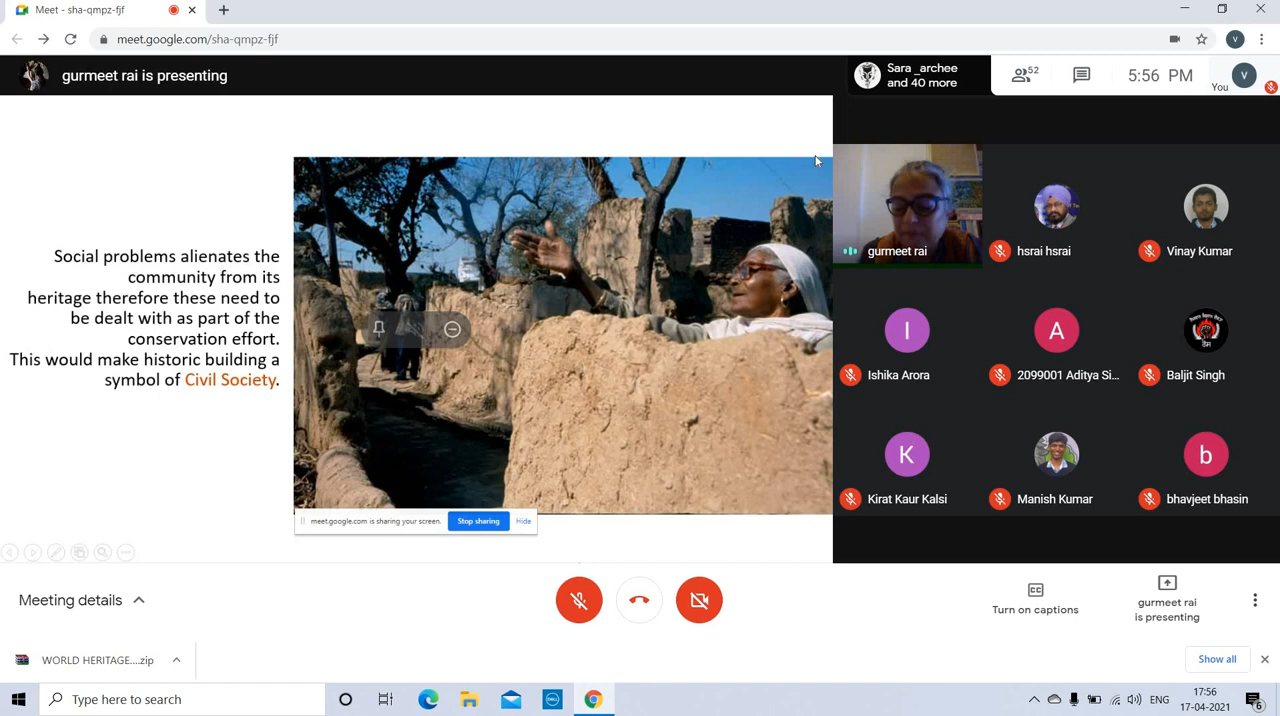 Meet - sha-qmpz-fjf
meet.google.com/sha-qmpz-fjf
V
gurmeet rai is presenting
Sara _archee
and 40 more
52
5:56 PM
V
You
Social problems alienates the
community from its
heritage therefore these need to
be dealt with as part of the
conservation effort.
This would make historic building a
symbol of Civil Society.
gurmeet rai
hsrai hsrai
Vinay Kumar
I
A
Ishika Arora
2099001 Aditya Si...
Baljit Singh
K
b
Kirat Kaur Kalsi
Manish Kumar
bhavjeet bhasin
meet.google.com is sharing your screen.
Stop sharing
Hide
Meeting details
CC
Turn on captions
gurmeet rai
is presenting
WORLD HERITAGE....zip
Show all
Type here to search
DELL
ENG
17:56
17-04-2021
6